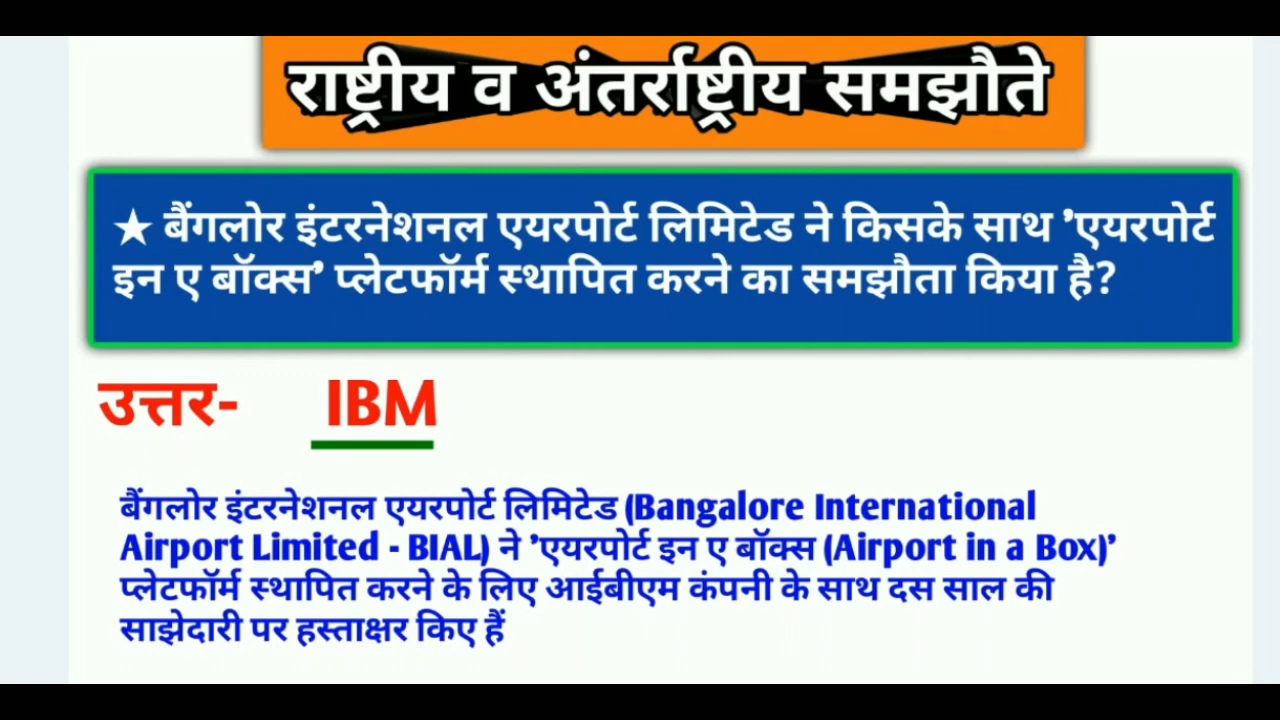 राष्ट्रीय व अंतर्राष्ट्रीय समझौते
★ बैंगलोर इंटरनेशनल एयरपोर्ट लिमिटेड ने किसके साथ ’एयरपोर्ट
इन ए बॉक्स’ प्लेटफॉर्म स्थापित करने का समझौता किया है?
उत्तर- IBM
बैंगलोर इंटरनेशनल एयरपोर्ट लिमिटेड (Bangalore International
Airport Limited - BIAL) ने ’एयरपोर्ट इन ए बॉक्स (Airport in a Box)’
प्लेटफॉर्म स्थापित करने के लिए आईबीएम कंपनी के साथ दस साल की
साझेदारी पर हस्ताक्षर किए हैं